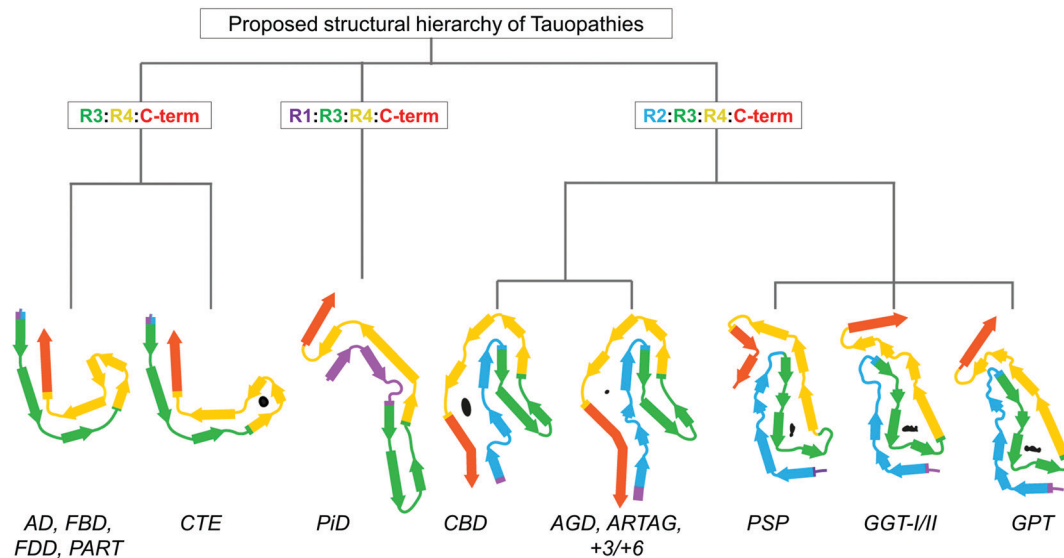 Proposed structural hierarchy of Tauopathies
R3:R4:C-term
R1:R3:R4:C-term
R2:R3:R4:C-term
AD, FBD,
FDD, PART
CTE
PiD
CBD
AGD, ARTAG,
+3/+6
PSP
GGT-I/II
GPT